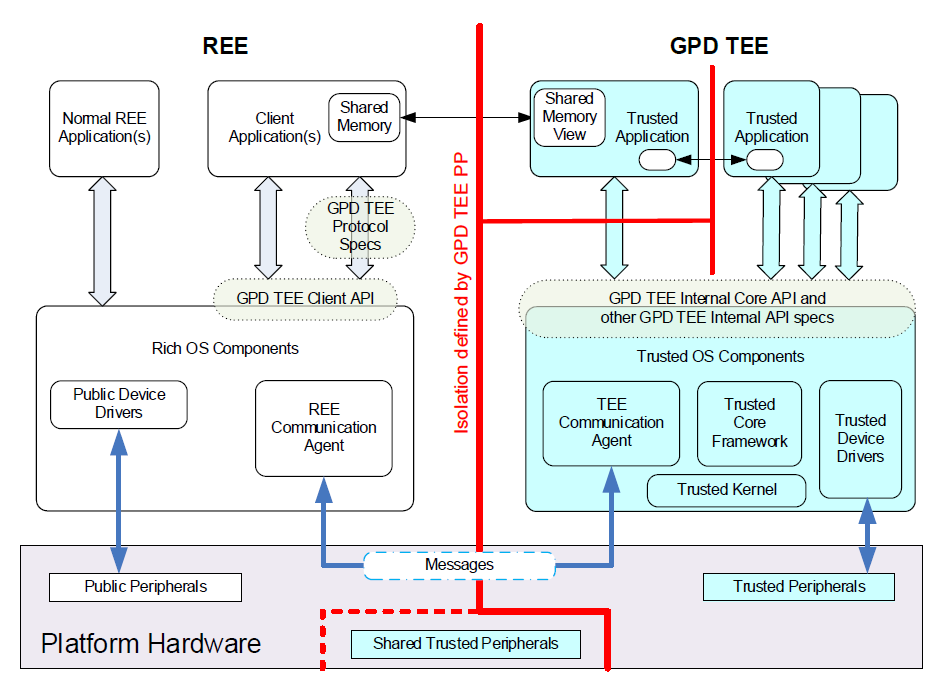 REE
GPD TEE
Normal REE
Application(s)
Client
Application(s)
Shared
Memory
Shared
Memory
View
Trusted
Application
Trusted
Application
GPD TEE
Protocol
Specs
Isolation defined by GPD TEE PP
GPD TEE Client API
GPD TEE Internal Core API and
other GPD TEE Internal API specs
Rich OS Components
Trusted OS Components
Public Device
Drivers
REE
Communication
Agent
TEE
Communication
Agent
Trusted
Core
Framework
Trusted
Device
Drivers
Trusted Kernel
Messages
Public Peripherals
Trusted Peripherals
Platform Hardware
Shared Trusted Peripherals